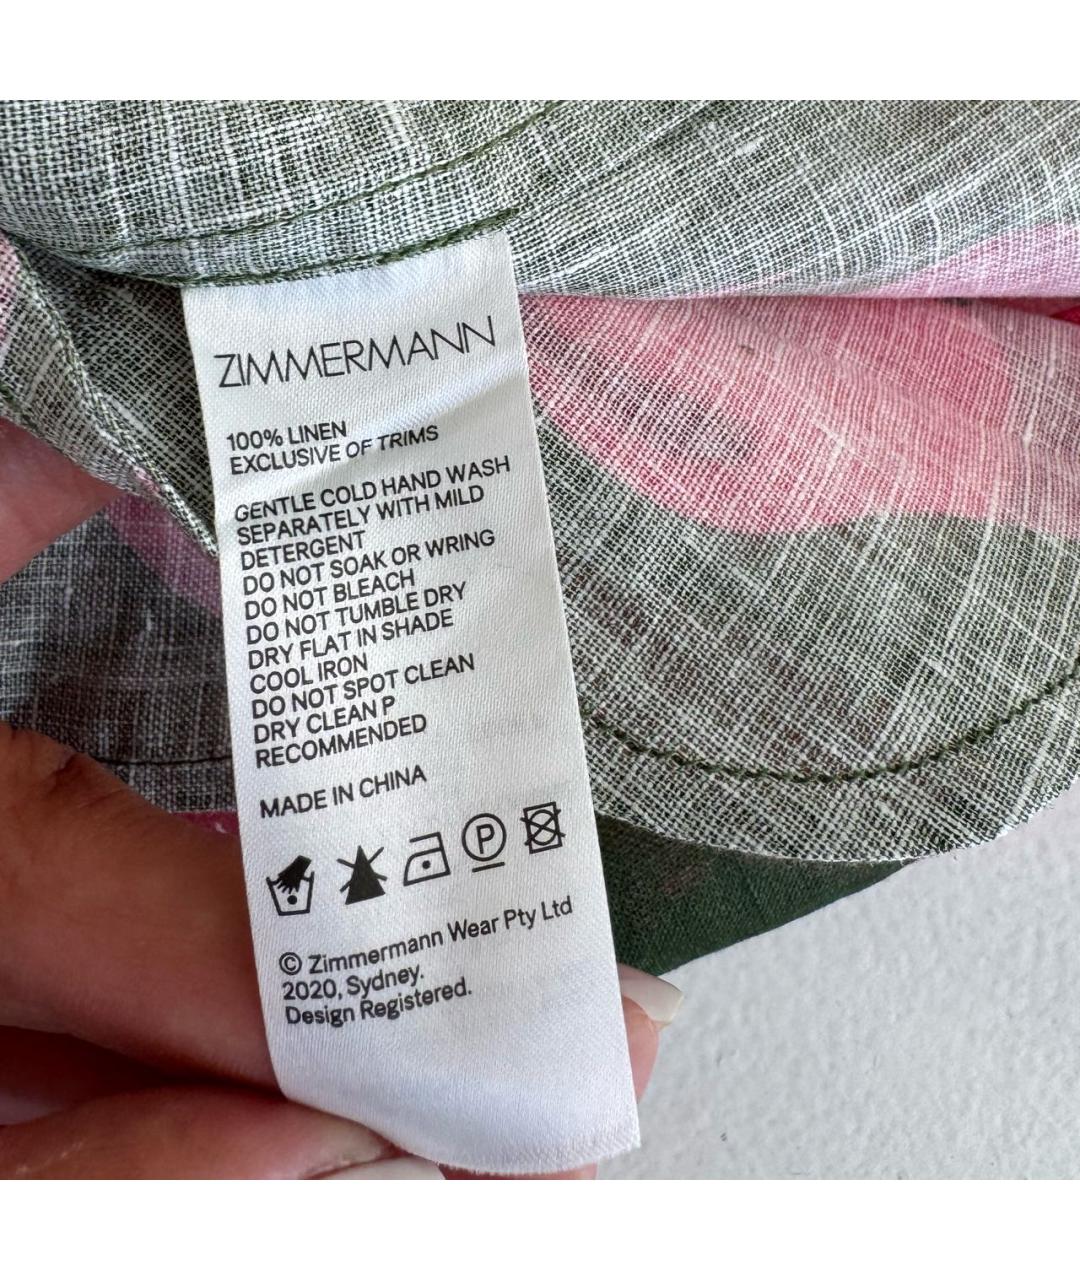 ZIMMERMANN
100% LINEN
EXCLUSIVE OF TRIMS
GENTLE COLD HAND WASH
SEPARATELY WITH MILD
DETERGENT
DO NOT SOAK OR WRING
DO NOT BLEACH
DO NOT TUMBLE DRY
DRY FLAT IN SHADE
COOL IRON
DO NOT SPOT CLEAN
DRY CLEAN P
RECOMMENDED
MADE IN CHINA
P
© Zimmermann Wear Pty Ltd
2020, Sydney.
Design Registered.